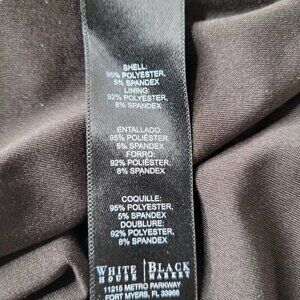 SHELL:
95% POLYESTER,
5% SPANDEX
LINING:
92% POLYESTER,
8% SPANDEX
ENTALLADO:
95% POLIÉSTER,
5% SPANDEX
FORRO:
92% POLIÉSTER,
8% SPANDEX
COQUILLE:
95% POLYESTER,
5% SPANDEX
DOUBLURE:
92% POLYESTER,
8% SPANDEX
WHITE | BLACK
HOUSE | MARKET
11215 METRO PARKWAY
FORT MYERS, FL 33966